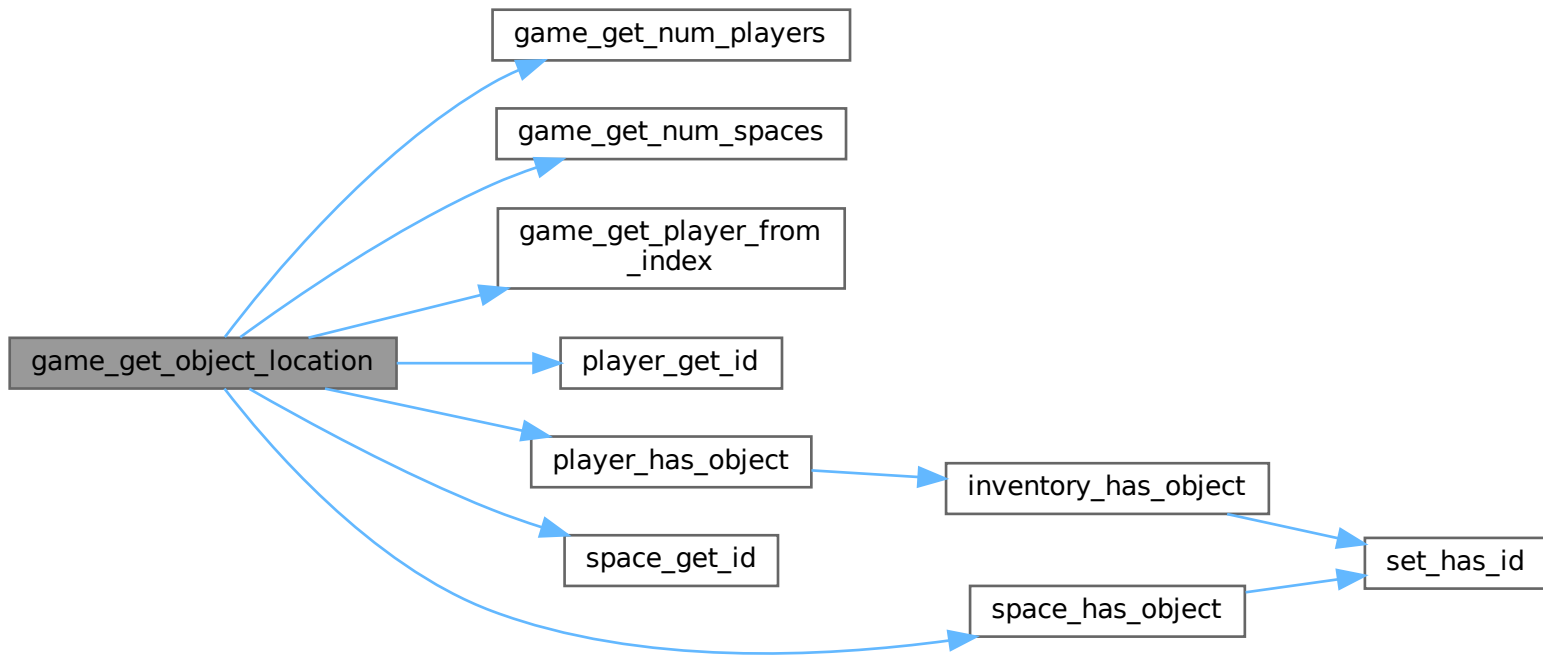 game_get_num_players
game_get_num_spaces
game_get_player_from
_index
game_get_object_location
player_get_id
player_has_object
inventory_has_object
space_get_id
set_has_id
space_has_object